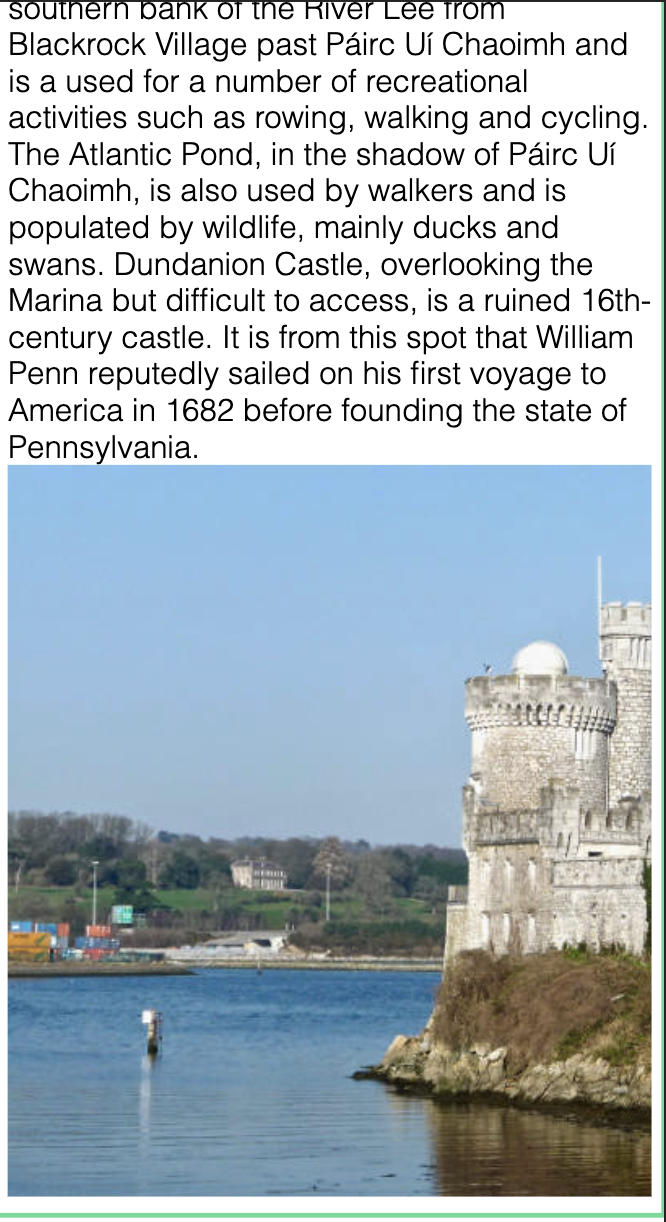 southern bank of the River Lee from
Blackrock Village past Páirc Uí Chaoimh and
is a used for a number of recreational
activities such as rowing, walking and cycling.
The Atlantic Pond, in the shadow of Páirc Uí
Chaoimh, is also used by walkers and is
populated by wildlife, mainly ducks and
swans. Dundanion Castle, overlooking the
Marina but difficult to access, is a ruined 16th-
century castle. It is from this spot that William
Penn reputedly sailed on his first voyage to
America in 1682 before founding the state of
Pennsylvania.